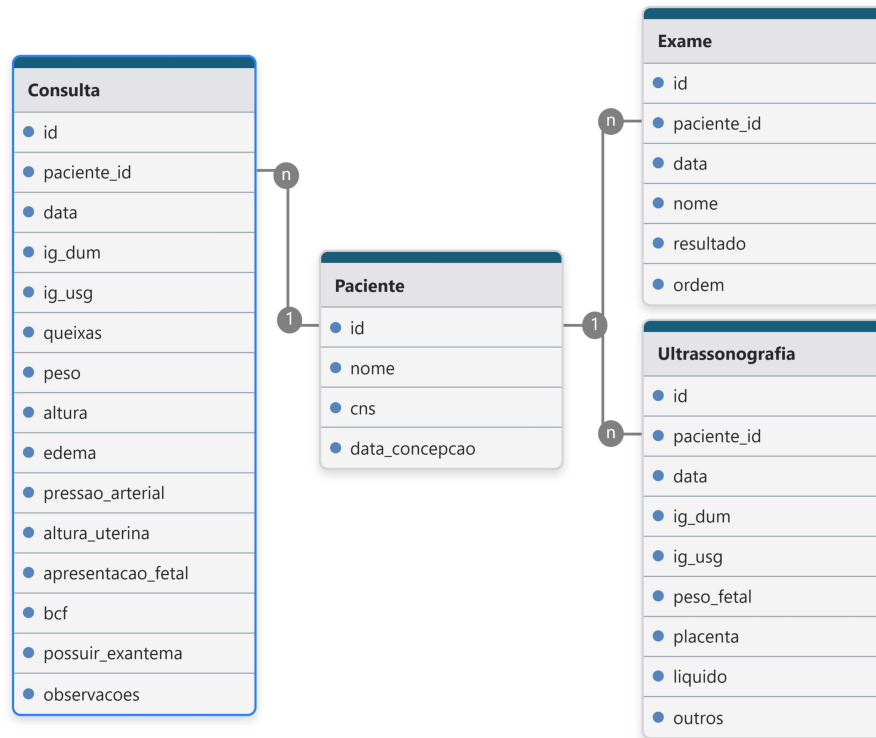 Consulta
id
paciente_id
data
ig_dum
ig_usg
queixas
peso
altura
edema
pressao_arterial
altura_uterina
apresentacao_fetal
bcf
possuir_exantema
observacoes
n
1
Paciente
id
nome
cns
data_concepcao
1
n
n
Exame
id
paciente_id
data
nome
resultado
ordem
Ultrassonografia
id
paciente_id
data
ig_dum
ig_usg
peso_fetal
placenta
liquido
outros